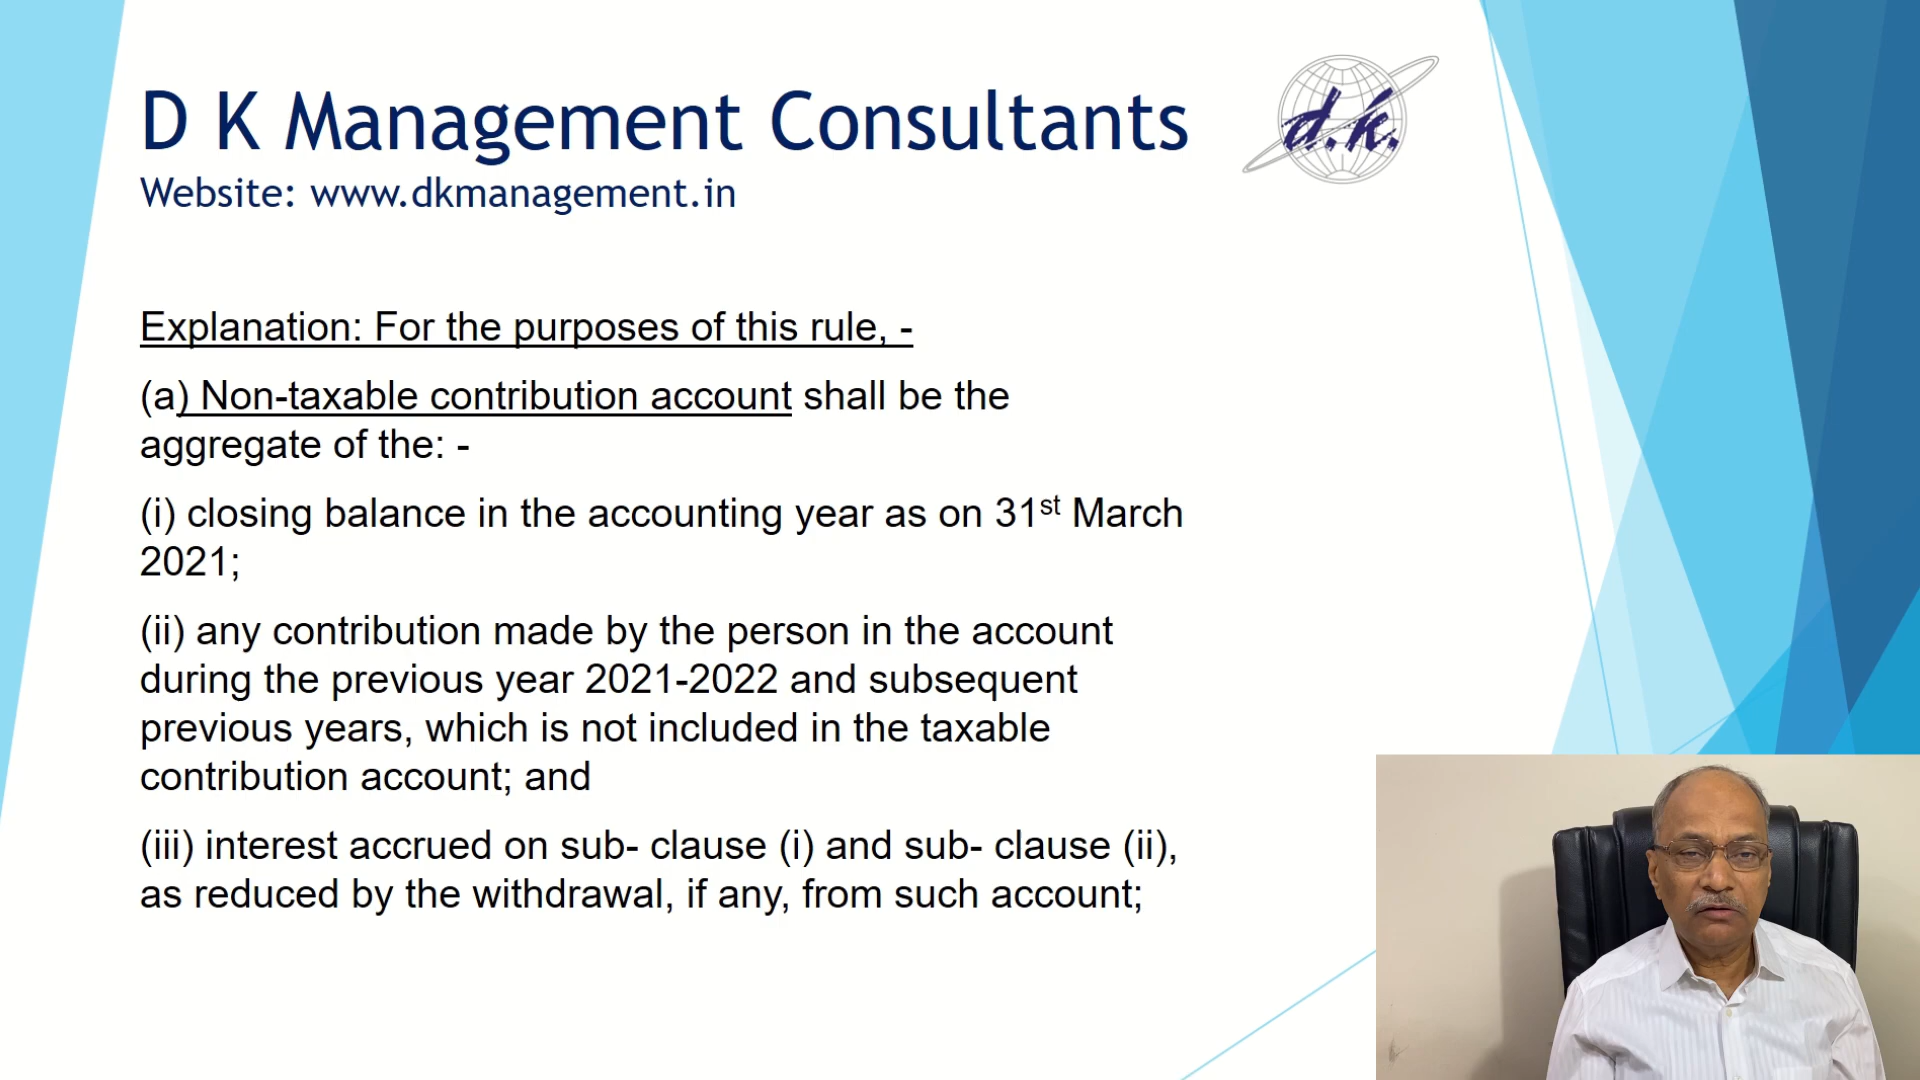 D K Management Consultants
d.k.
Website: www.dkmanagement.in
Explanation: For the purposes of this rule, -
(a) Non-taxable contribution account shall be the
aggregate of the: -
(i) closing balance in the accounting year as on 31st March
2021;
(ii) any contribution made by the person in the account
during the previous year 2021-2022 and subsequent
previous years, which is not included in the taxable
contribution account; and
(iii) interest accrued on sub- clause (i) and sub- clause (ii),
as reduced by the withdrawal, if any, from such account;